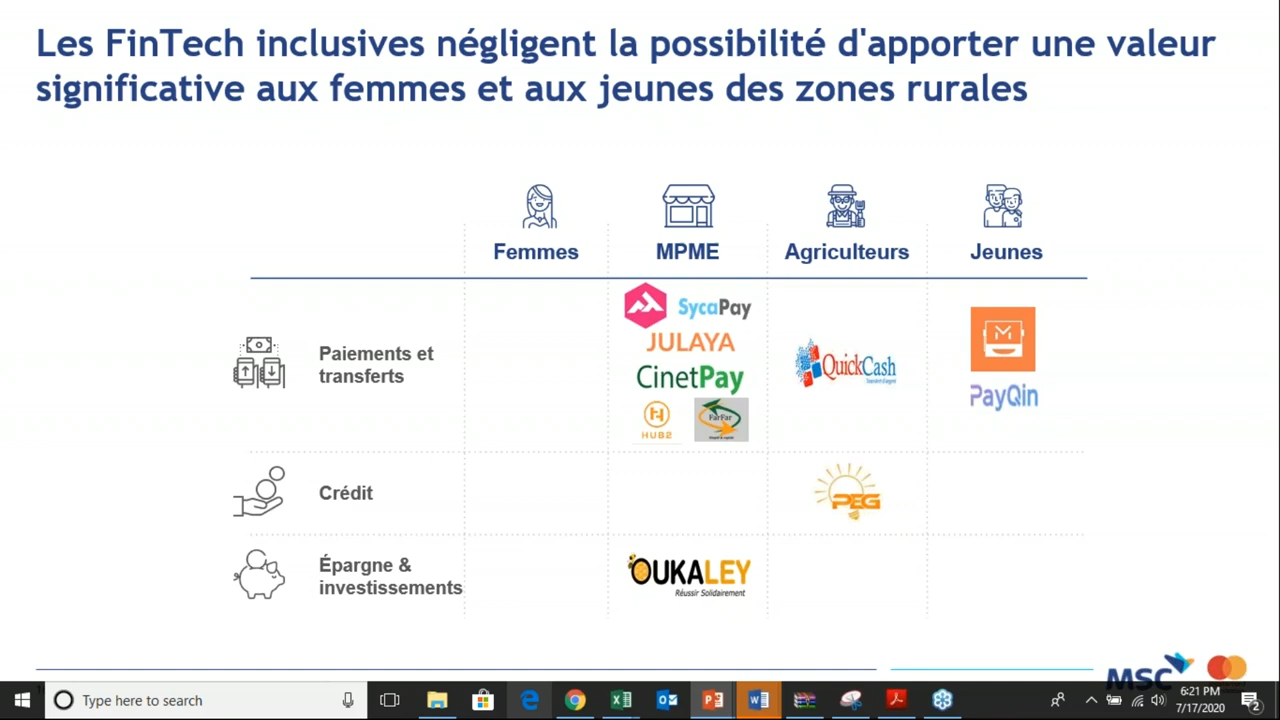 Les FinTech inclusives négligent la possibilité d'apporter une valeur
significative aux femmes et aux jeunes des zones rurales
Femmes
MPME
Agriculteurs
Jeunes
Paiements et
transferts
SycaPay
JULAYA
CinetPay
HUB2
FarFar
QuickCash
PayQin
Crédit
PEG
Épargne &
investissements
OUKALEY
Réussir Solidairement
MSC
Type here to search
6:21 PM
7/17/2020
2